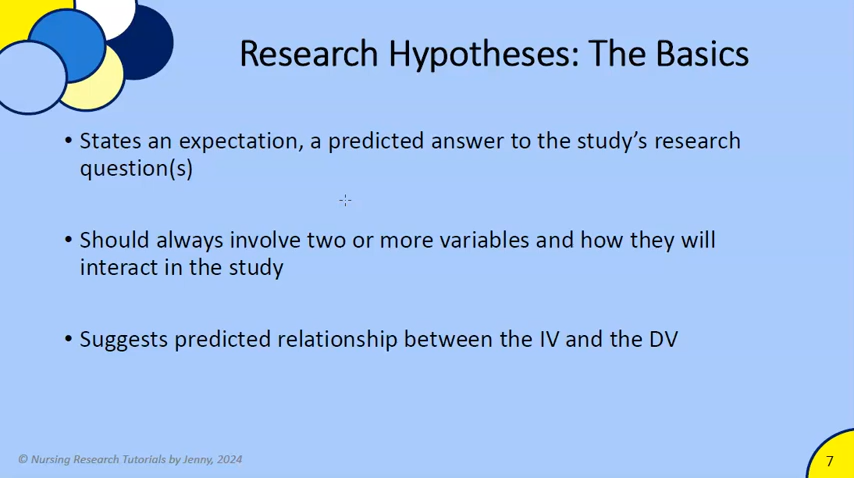 Research Hypotheses: The Basics
• States an expectation, a predicted answer to the study’s research
question(s)
• Should always involve two or more variables and how they will
interact in the study
• Suggests predicted relationship between the IV and the DV
© Nursing Research Tutorials by Jenny, 2024
7